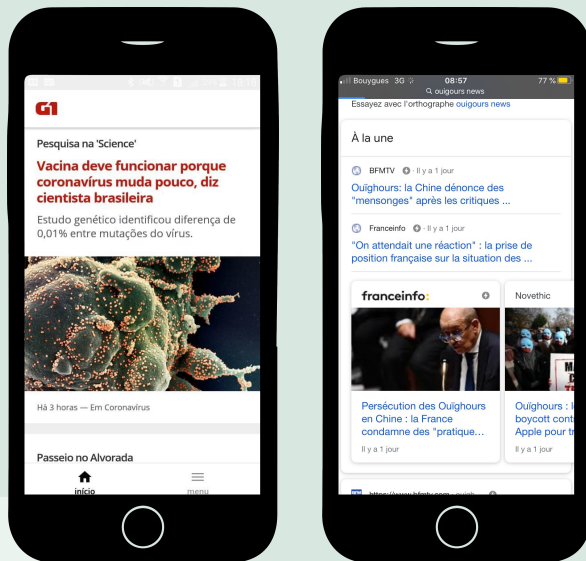 G1
Pesquisa na 'Science'
Vacina deve funcionar porque
coronavírus muda pouco, diz
cientista brasileira
Estudo genético identificou diferença de
0,01% entre mutações do vírus.
Há 3 horas — Em Coronavírus
Passeio no Alvorada
início
menu
Bouygues 3G 08:57 77 %
ouigours news
Essayez avec l'orthographe ouigours news
À la une
BFMTV · Il y a 1 jour
Ouïghours: la Chine dénonce des
"mensonges" après les critiques ...
Franceinfo · Il y a 1 jour
"On attendait une réaction" : la prise de
position française sur la situation des ...
franceinfo:
Persécution des Ouïghours
en Chine : la France
condamne des "pratique...
Il y a 1 jour
Novethic
Ouïghours :
boycott
Apple pour
Il y a 1 jour